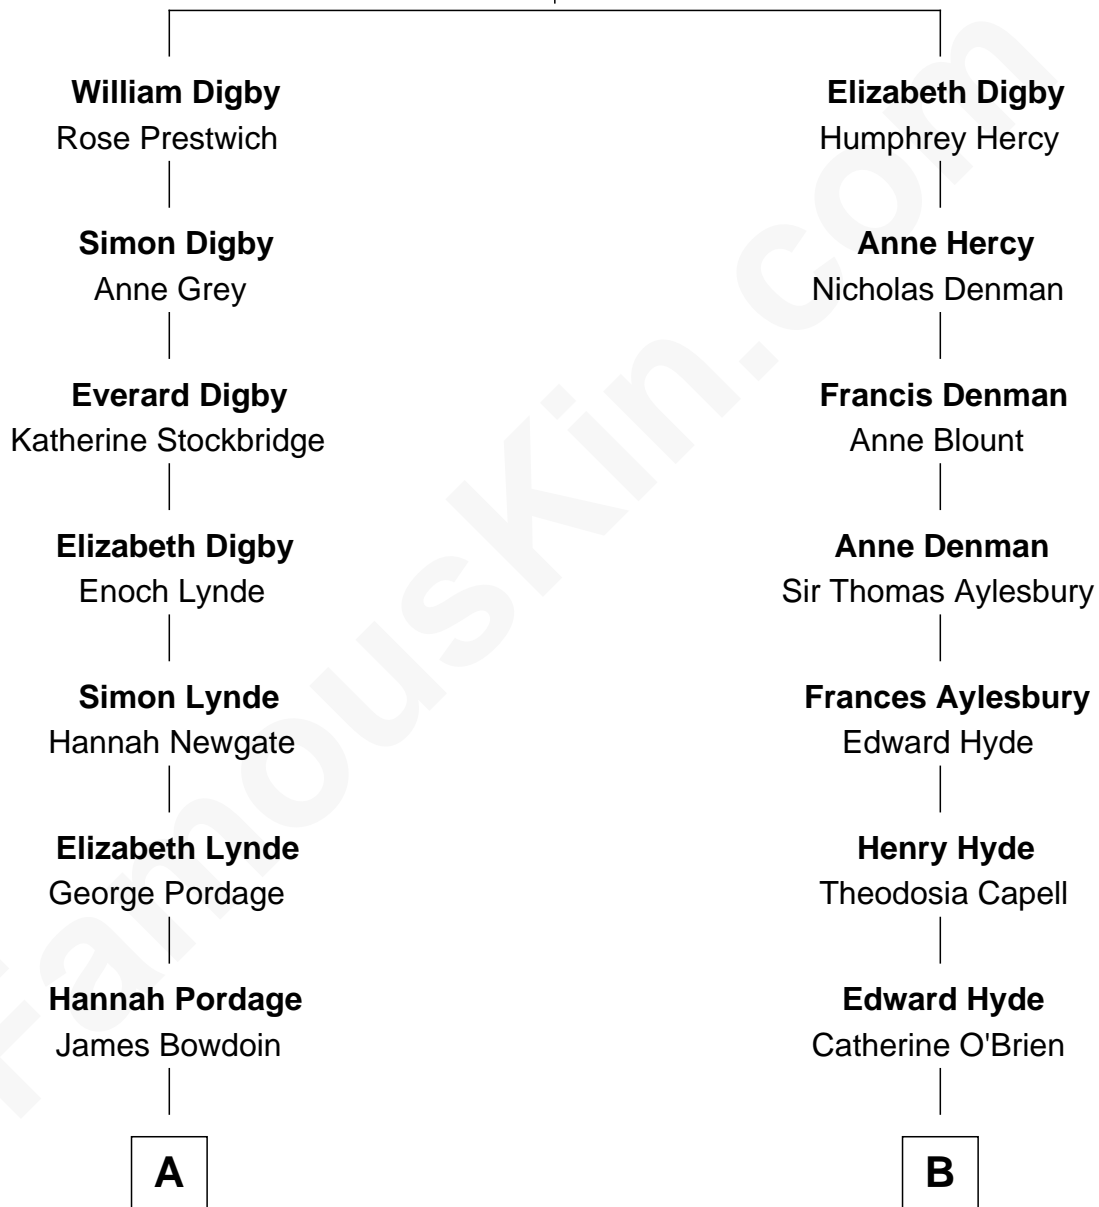 William Digby
Rose Prestwich
Simon Digby
Anne Grey
Everard Digby
Katherine Stockbridge
Elizabeth Digby
Enoch Lynde
Simon Lynde
Hannah Newgate
Elizabeth Lynde
George Pordage
Hannah Pordage
James Bowdoin
A
Elizabeth Digby
Humphrey Hercy
Anne Hercy
Nicholas Denman
Francis Denman
Anne Blount
Anne Denman
Sir Thomas Aylesbury
Frances Aylesbury
Edward Hyde
Henry Hyde
Theodosia Capell
Edward Hyde
Catherine O'Brien
B
FamousKin.com